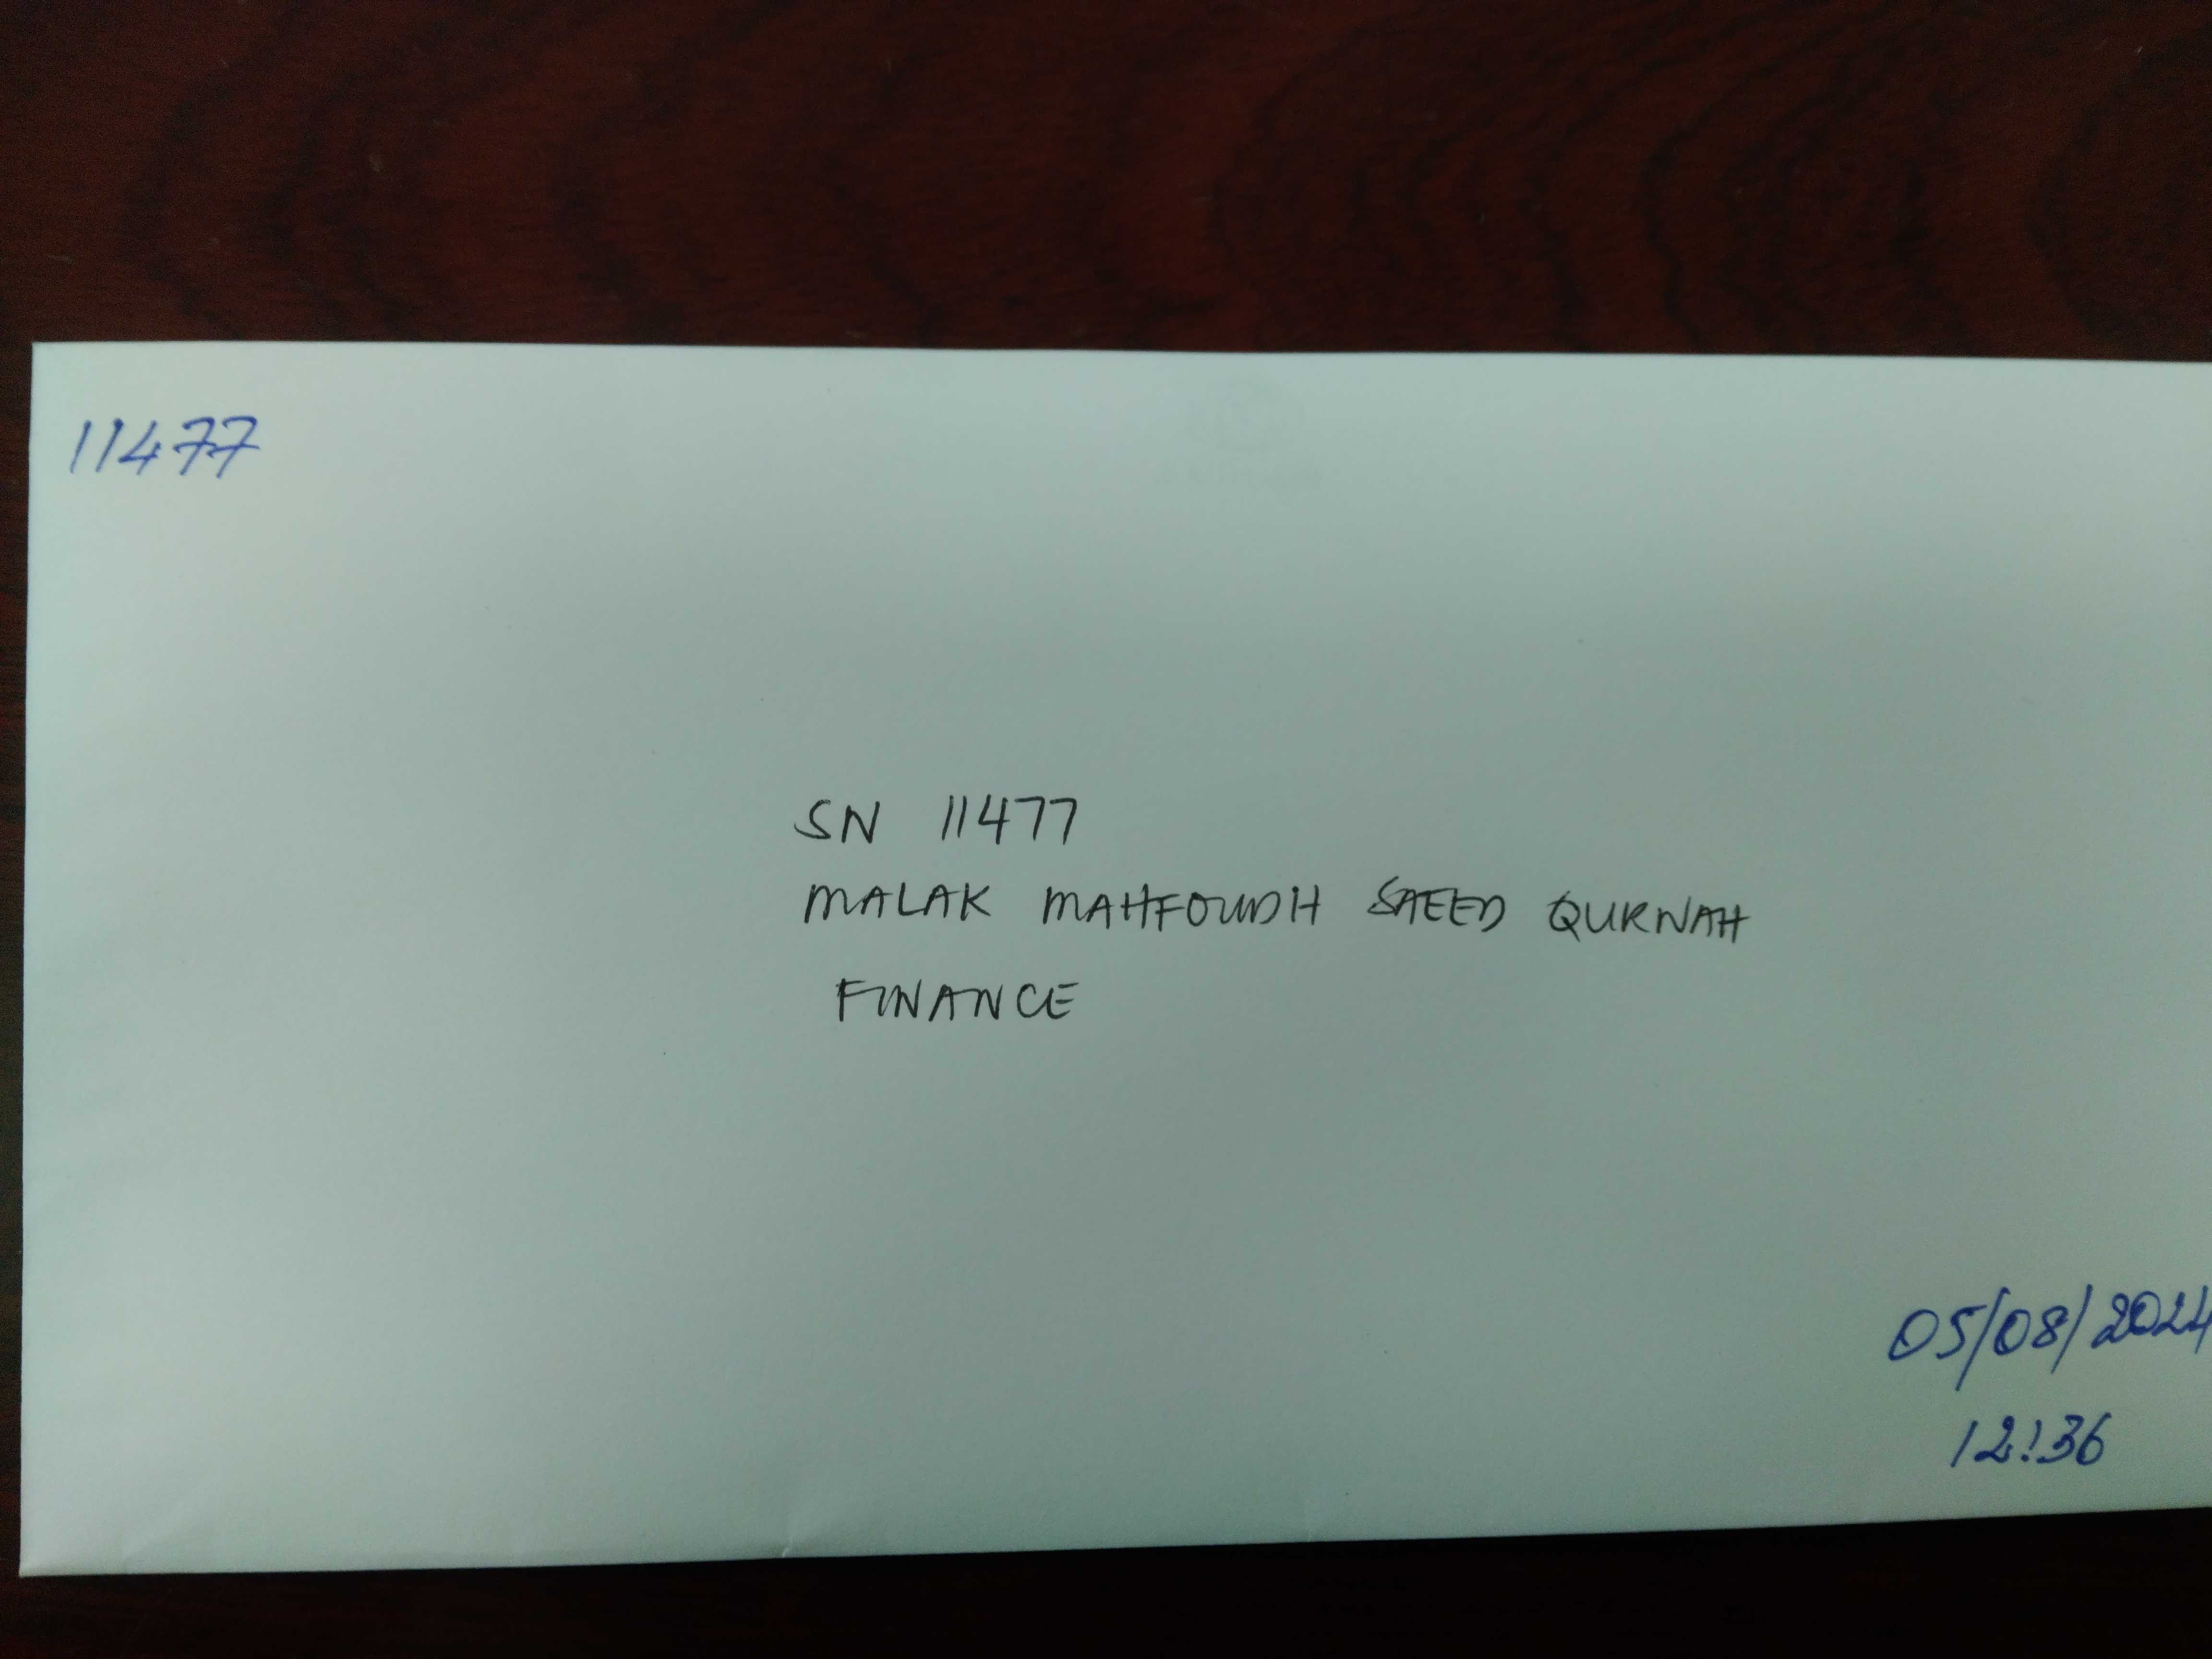 11477
SN 11477
MALAK MAHFOUDH SAEED QURNAH
FINANCE
05/08/2024
12:36